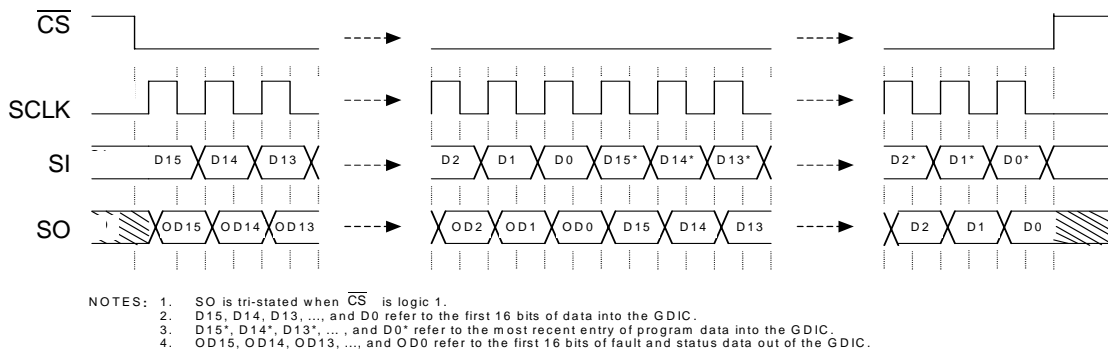 CS
SCLK
SI D15 D14 D13 D2 D1 D0 D15* D14* D13* D2* D1* D0*
SO OD15 OD14 OD13 OD2 OD1 OD0 D15 D14 D13 D2 D1 D0
NOTES: 1. SO is tri-stated when CS is logic 1.
2. D15, D14, D13, ..., and D0 refer to the first 16 bits of data into the GDIC.
3. D15*, D14*, D13*, ... , and D0* refer to the most recent entry of program data into the GDIC.
4. OD15, OD14, OD13, ..., and OD0 refer to the first 16 bits of fault and status data out of the GDIC.